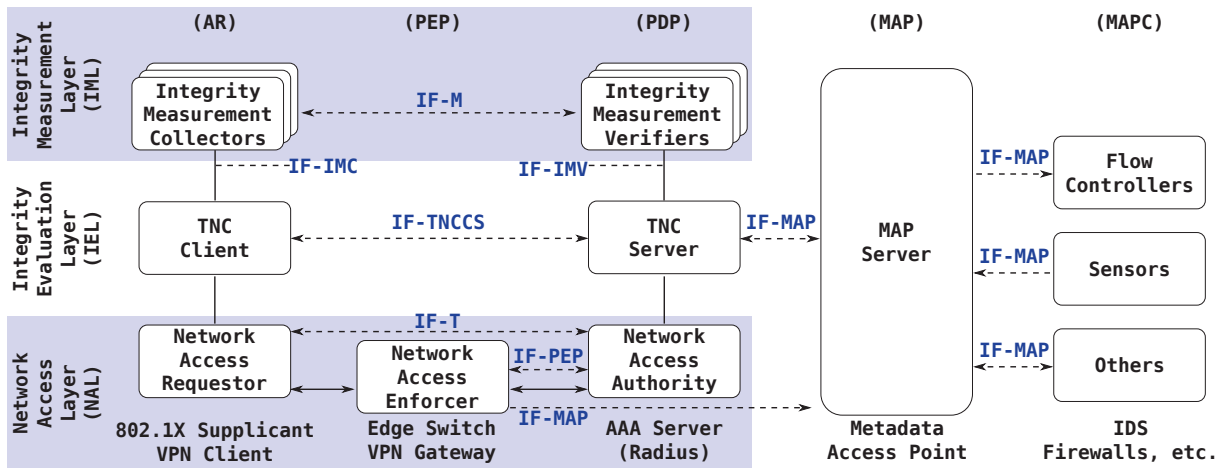 (AR)
(PEP)
(PDP)
(MAP)
(MAPC)
Integrity
Measurement
Layer
(IML)
Integrity
Measurement
Collectors
IF-M
Integrity
Measurement
Verifiers
IF-IMC
IF-IMV
IF-MAP
Flow
Controllers
Integrity
Evaluation
Layer
(IEL)
TNC
Client
IF-TNCCS
TNC
Server
IF-MAP
MAP
Server
IF-MAP
Sensors
Network
Access
Layer
(NAL)
Network
Access
Requestor
IF-T
Network
Access
Enforcer
IF-PEP
Network
Access
Authority
IF-MAP
IF-MAP
Others
802.1X Supplicant
VPN Client
Edge Switch
VPN Gateway
AAA Server
(Radius)
Metadata
Access Point
IDS
Firewalls, etc.